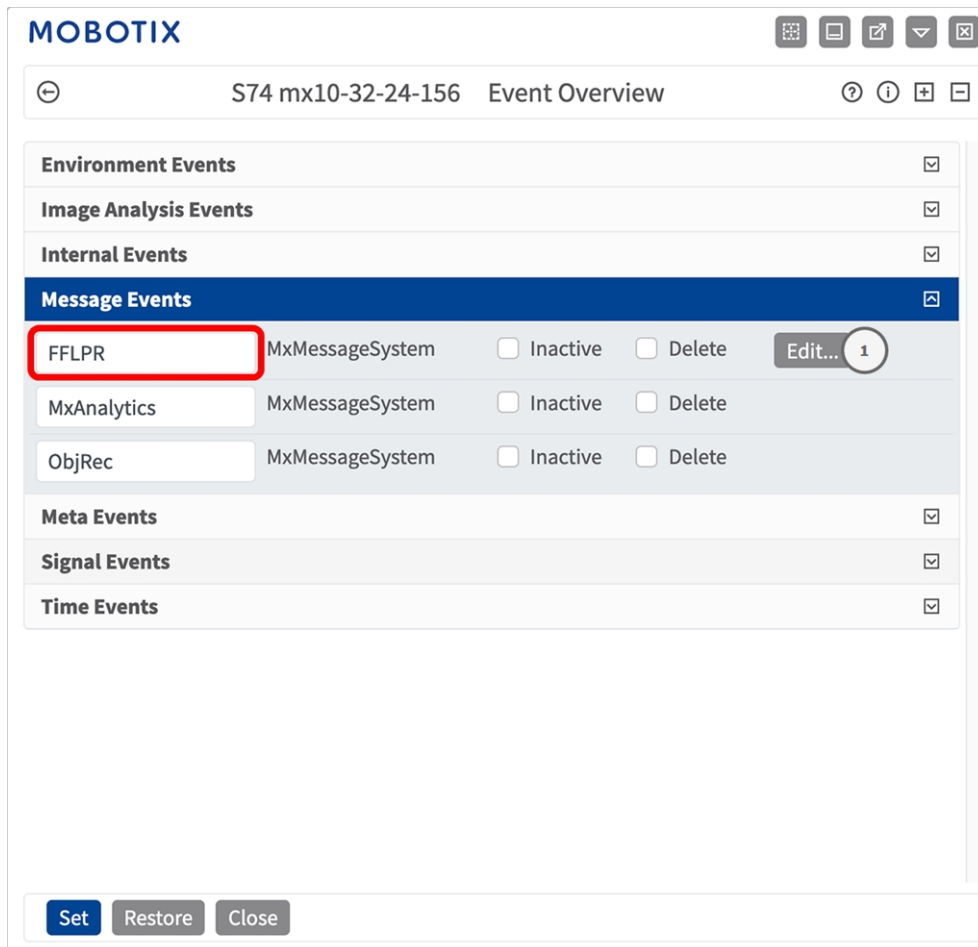 MOBOTIX
S74 mx10-32-24-156 Event Overview
Environment Events
Image Analysis Events
Internal Events
Message Events
FFLPR MxMessageSystem Inactive Delete Edit... 1
MxAnalytics MxMessageSystem Inactive Delete
ObjRec MxMessageSystem Inactive Delete
Meta Events
Signal Events
Time Events
Set Restore Close